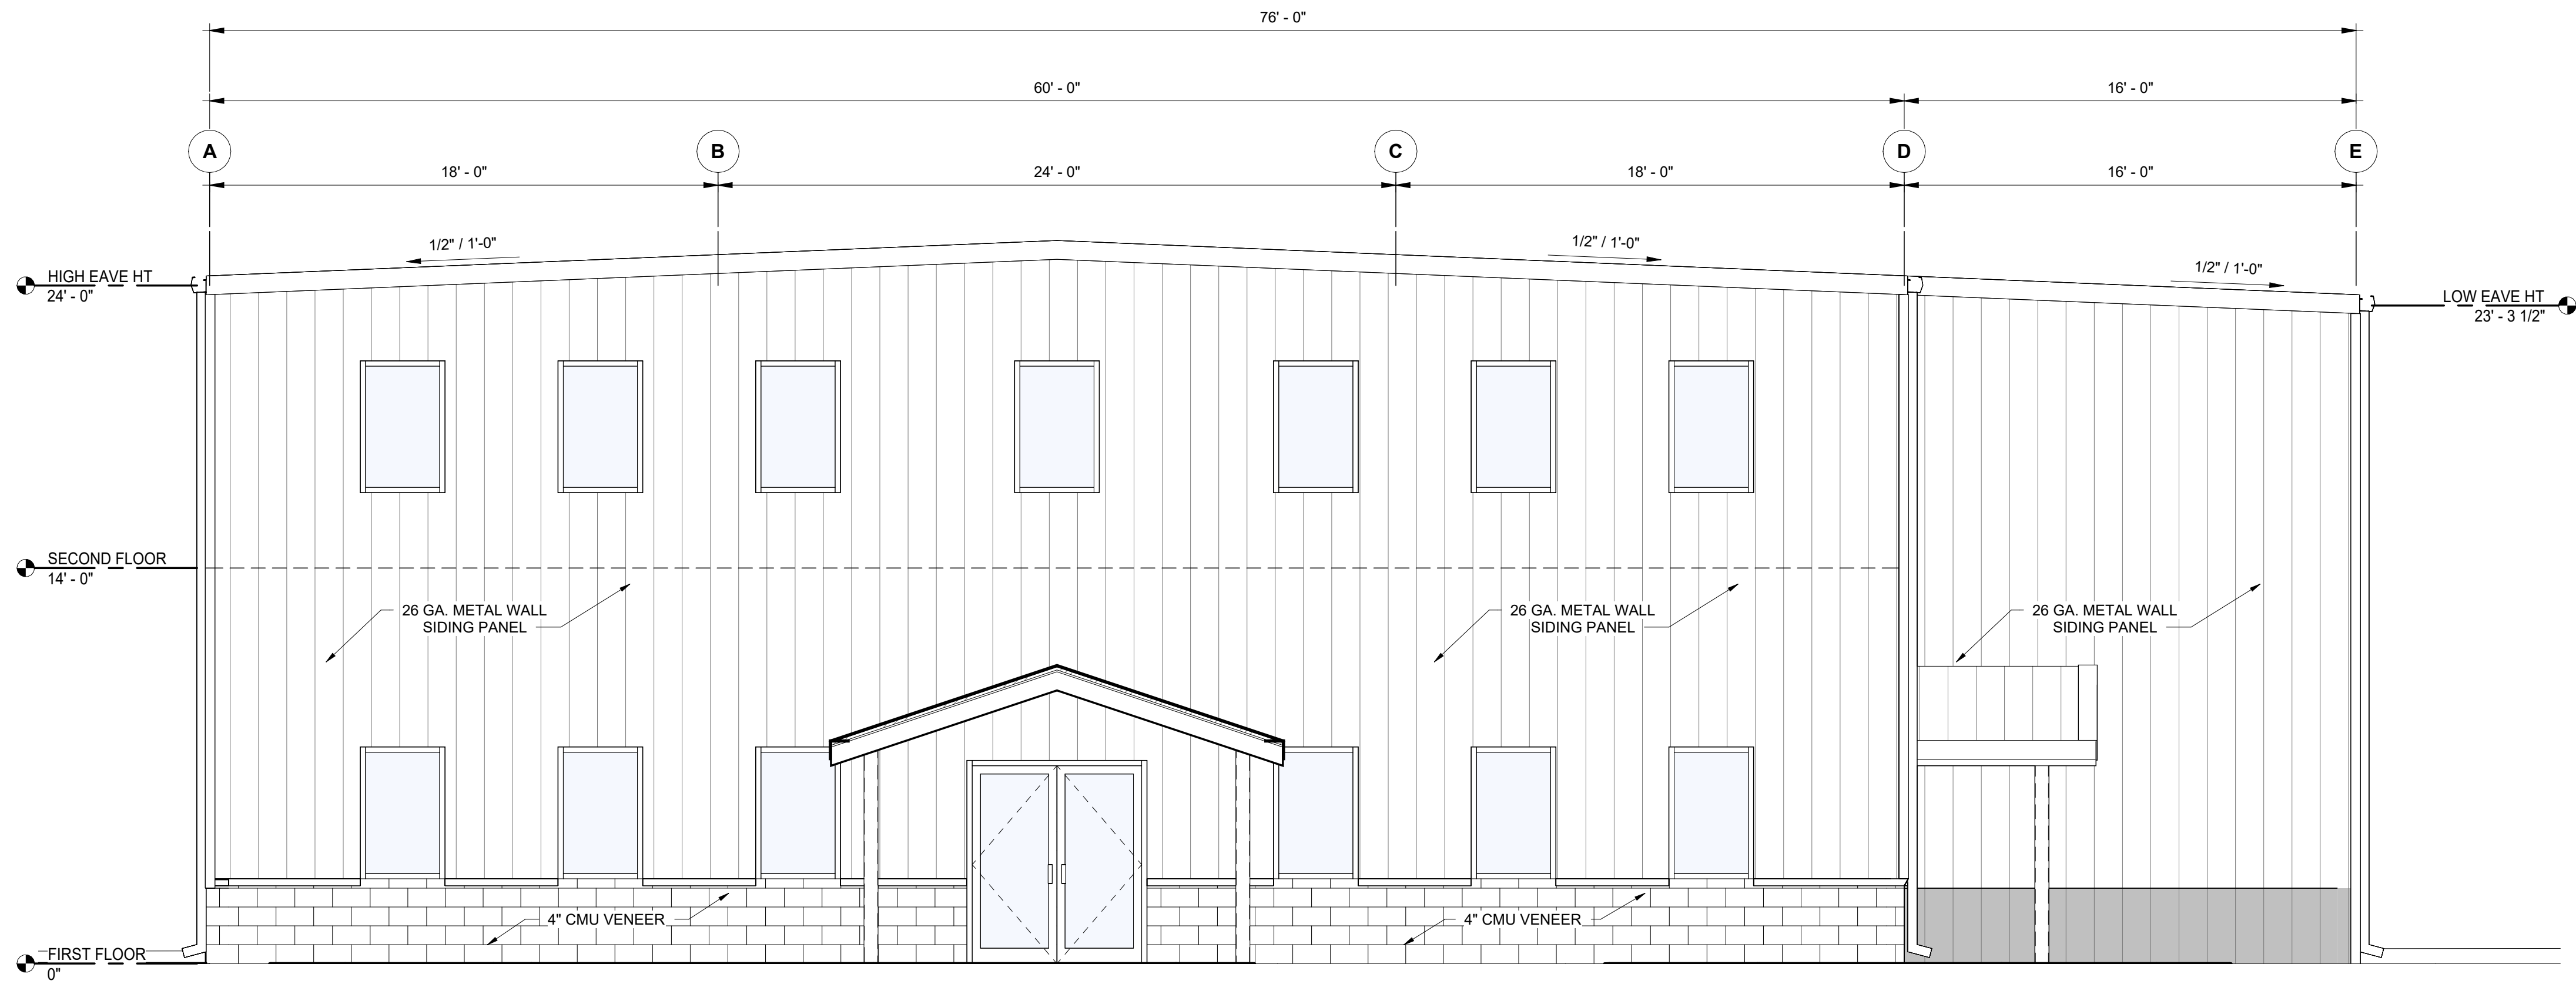 76' - 0"
60' - 0"
16' - 0"
A
B
C
D
E
18' - 0"
24' - 0"
18' - 0"
16' - 0"
1/2" / 1'-0"
1/2" / 1'-0"
1/2" / 1'-0"
HIGH EAVE HT
24' - 0"
LOW EAVE HT
23' - 3 1/2"
SECOND FLOOR
14' - 0"
26 GA. METAL WALL
SIDING PANEL
26 GA. METAL WALL
SIDING PANEL
26 GA. METAL WALL
SIDING PANEL
4" CMU VENEER
4" CMU VENEER
FIRST FLOOR
0"